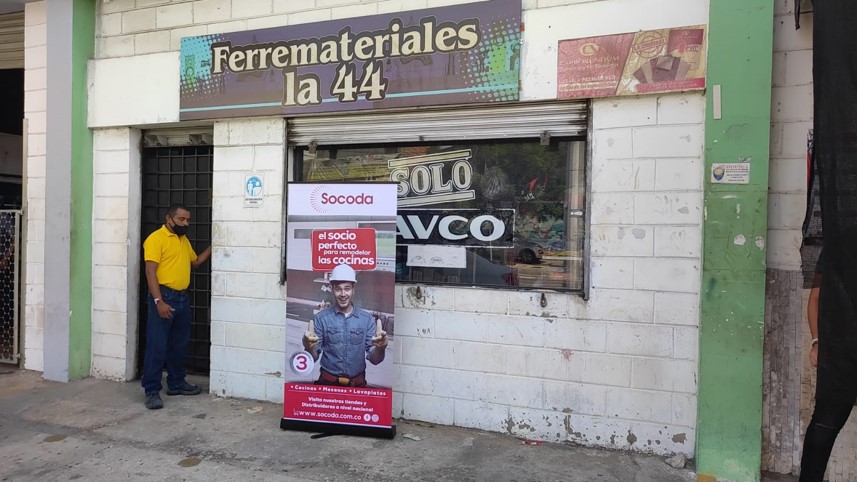 Ferremateriales
la 44
SOLO
AVCO
Socoda
el socio
perfecto
para remodelar
las cocinas
3
• Cocinas • Mesones • Lavaplatos
Visita nuestras tiendas y
Distribuidores a nivel nacional
www.socoda.com.co